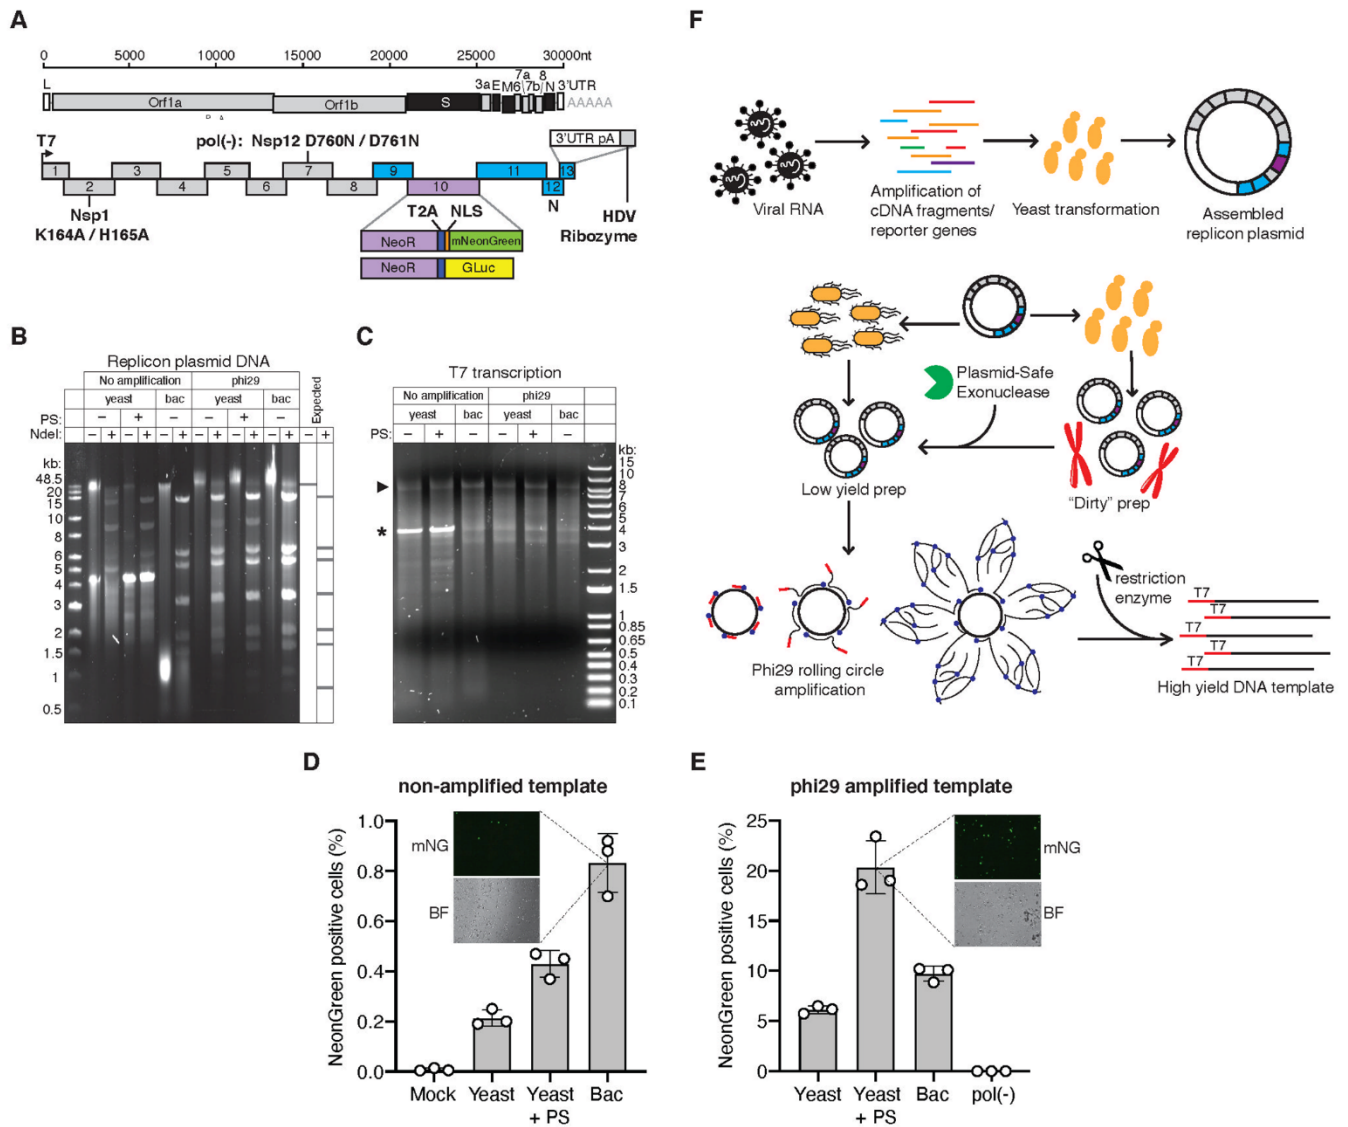 A
0 5000 10000 15000 20000 25000 30000nt
L Orf1a Orf1b S 3a E M 6 7a 7b 8 N 3'UTR AAAAA
T7
pol(-): Nsp12 D760N / D761N
3'UTR pA
1 2 3 4 5 6 7 8 9 10 11 12 13
Nsp1
K164A / H165A
T2A NLS
N
HDV
Ribozyme
NeoR mNeonGreen
NeoR GLuc
B
Replicon plasmid DNA
No amplification phi29
yeast bac yeast bac
PS: − + − − + −
NdeI: − + − + − + − + − + − + − +
Expected
kb:
48.5
20
15
10
8
6
5
4
3
2
1.5
1
0.5
C
T7 transcription
No amplification phi29
yeast bac yeast bac
PS: − + − − + −
*
kb:
15
10
8
7
6
5
4
3
2
1.5
1
0.85
0.65
0.5
0.4
0.3
0.2
0.1
D
non-amplified template
NeonGreen positive cells (%)
1.0
0.8
0.6
0.4
0.2
0.0
mNG
BF
Mock Yeast Yeast Bac
+ PS
E
phi29 amplified template
NeonGreen positive cells (%)
25
20
15
10
5
0
mNG
BF
Yeast Yeast Bac pol(-)
+ PS
F
Viral RNA
Amplification of
cDNA fragments/
reporter genes
Yeast transformation
Assembled
replicon plasmid
Plasmid-Safe
Exonuclease
Low yield prep
“Dirty” prep
Phi29 rolling circle
amplification
restriction
enzyme
T7
T7
T7
T7
T7
High yield DNA template